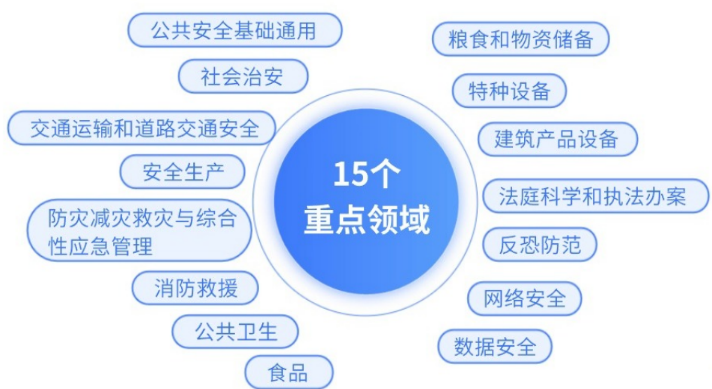 公共安全基础通用
社会治安
交通运输和道路交通安全
安全生产
防灾减灾救灾与综合
性应急管理
消防救援
公共卫生
食品
15个
重点领域
粮食和物资储备
特种设备
建筑产品设备
法庭科学和执法办案
反恐防范
网络安全
数据安全